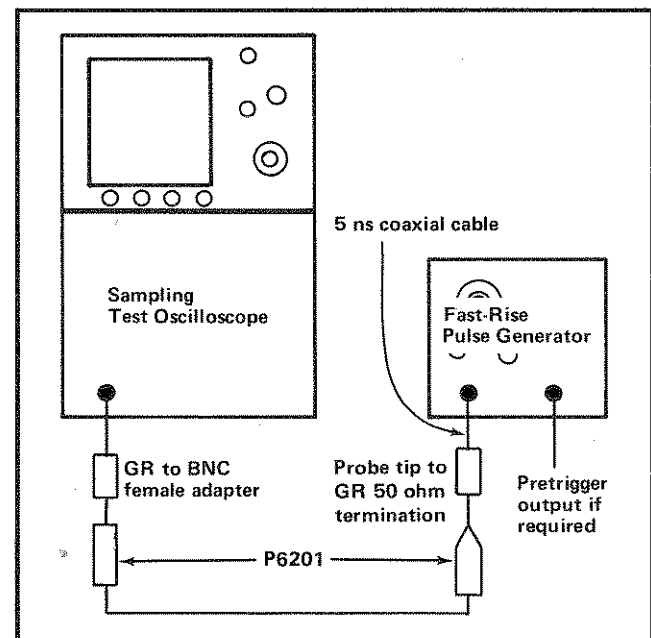 5 ns coaxial cable
Sampling
Test Oscilloscope
Fast-Rise
Pulse Generator
GR to BNC
female adapter
Probe tip to
GR 50 ohm
termination
Pretrigger
output if
required
P6201